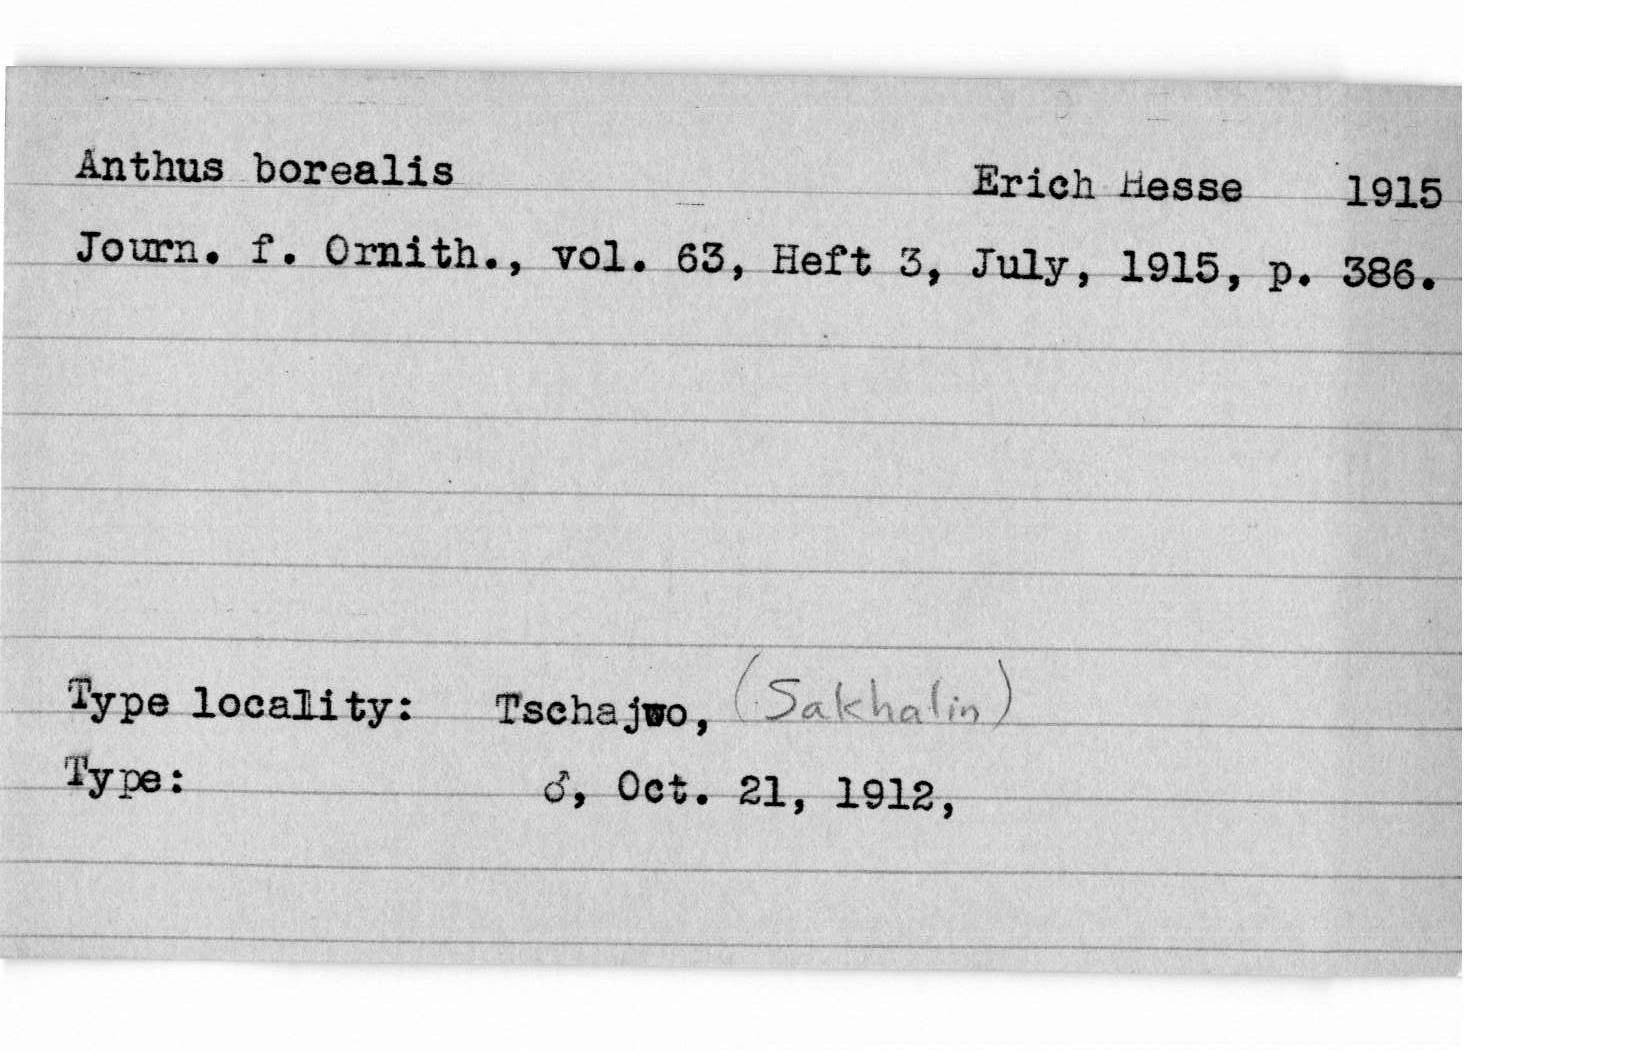 Anthus borealis Erich Hesse 1915
Journ. f. Ornith., vol. 63, Heft 3, July, 1915, p. 386.
Type locality: Tschajwo, (Sakhalin)
Type: ♂, Oct. 21, 1912,